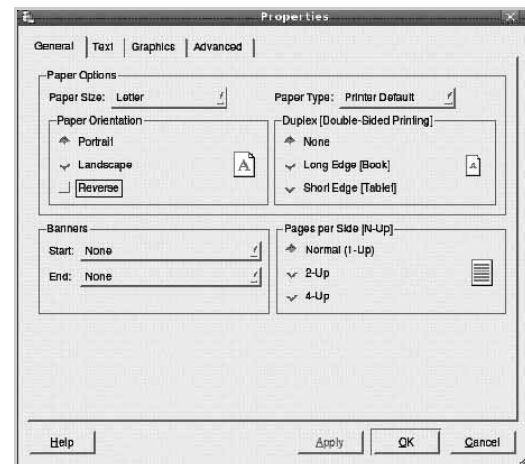 Properties
General Text Graphics Advanced
Paper Options
Paper Size: Letter
Paper Type: Printer Default
Paper Orientation
Portrait
Landscape
Reverse
A
Duplex [Double-Sided Printing]
None
Long Edge [Book]
Short Edge [Tablet]
A
Banners
Start: None
End: None
Pages per Side [N-Up]
Normal (1-Up)
2-Up
4-Up
Help Apply OK Cancel